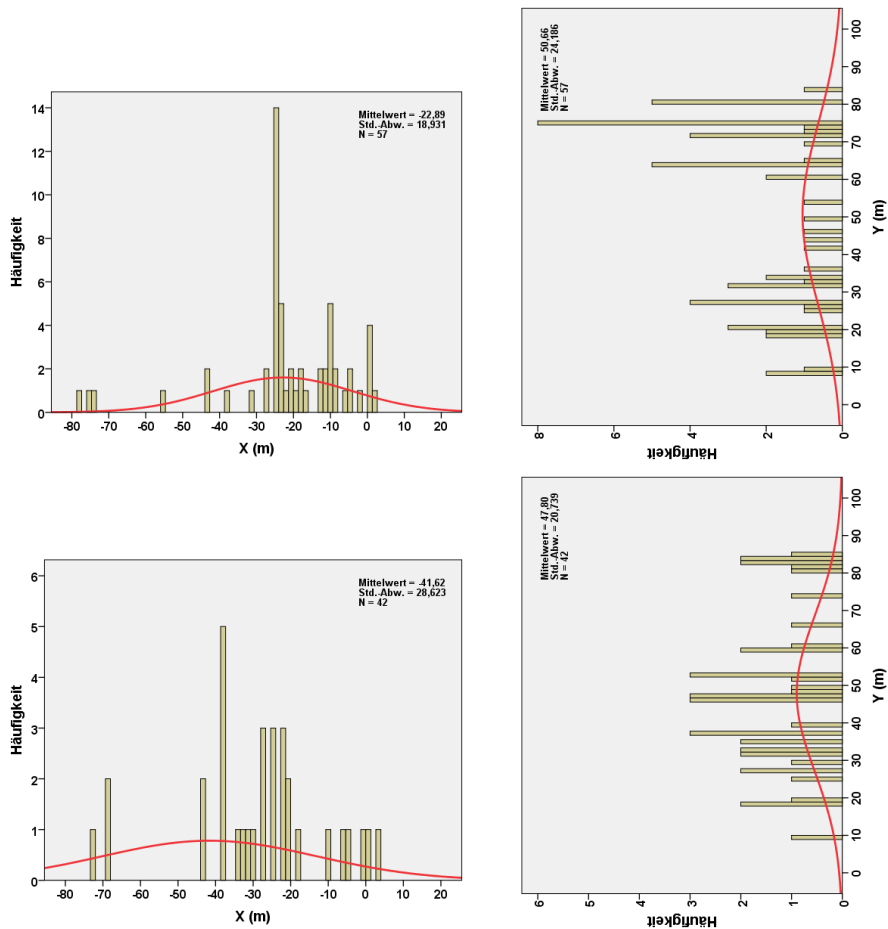 Mittelwert = -22,89
Std.-Abw. = 18,931
N = 57
Häufigkeit
14
12
10
8
6
4
2
0
-80 -70 -60 -50 -40 -30 -20 -10 0 10 20
X (m)
Mittelwert = 50,66
Std.-Abw. = 24,186
N = 57
100
90
80
70
60
50
40
30
20
10
0
Y (m)
8 6 4 2 0
Häufigkeit
Mittelwert = -41,62
Std.-Abw. = 28,623
N = 42
Häufigkeit
6
5
4
3
2
1
0
-80 -70 -60 -50 -40 -30 -20 -10 0 10 20
X (m)
Mittelwert = 47,80
Std.-Abw. = 20,739
N = 42
100
90
80
70
60
50
40
30
20
10
0
Y (m)
6 5 4 3 2 1 0
Häufigkeit